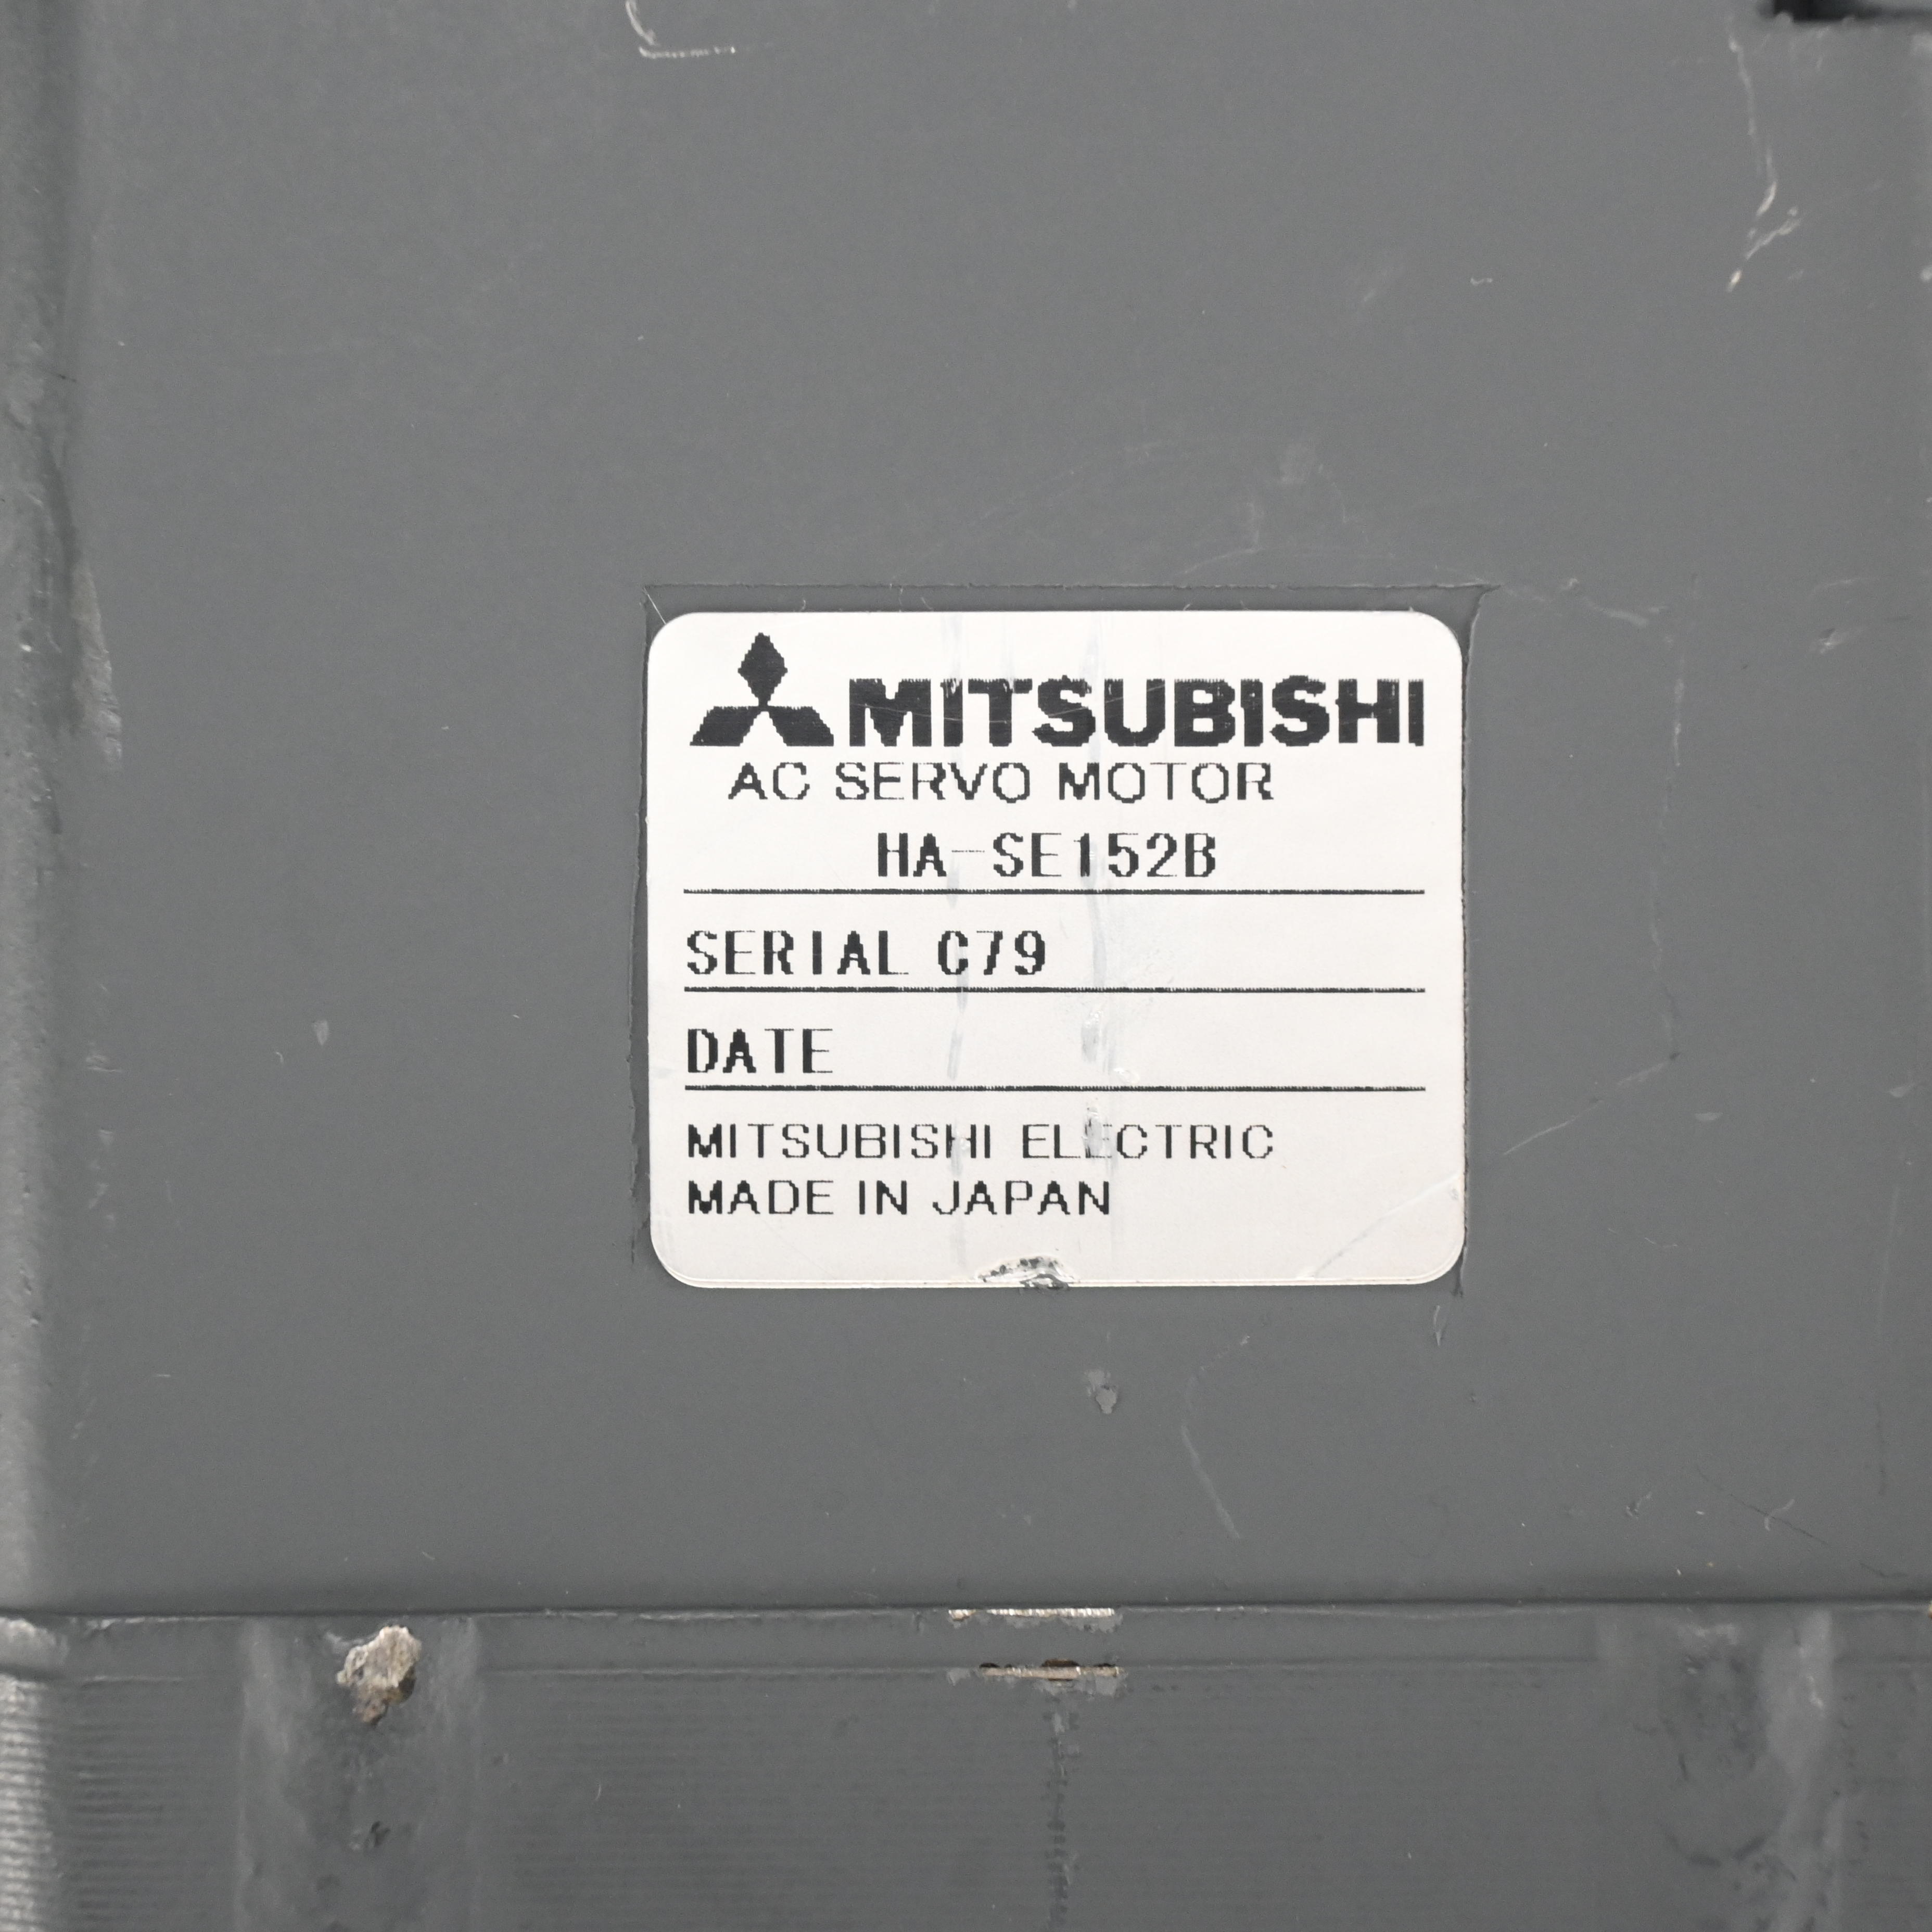 MITSUBISHI
AC SERVO MOTOR
HA-SE152B
SERIAL C79
DATE
MITSUBISHI ELECTRIC
MADE IN JAPAN